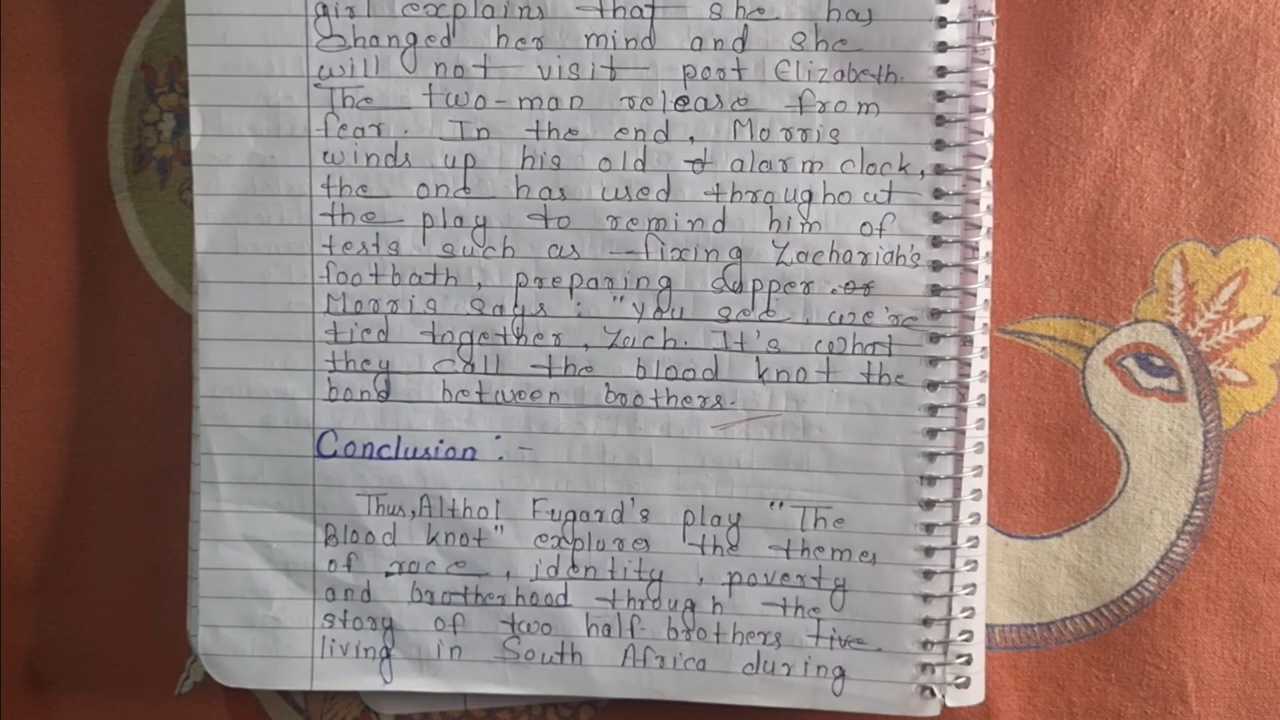 girl explains that she has
changed her mind and she
will not visit port Elizabeth.
The two-man release from
fear. In the end, Morris
winds up his old alarm clock,
the one has used throughout
the play to remind him of
tests such as - fixing Zachariah's
footbath, preparing supper.
Morris says : "you see, we're
tied together, Zach. It's what
they call the blood knot the
bond between brothers.
Conclusion :-
Thus, Althol Fugard's play "The
Blood knot" explores the themes
of race, identity, poverty
and brotherhood through the
story of two half-brothers
living in South Africa during